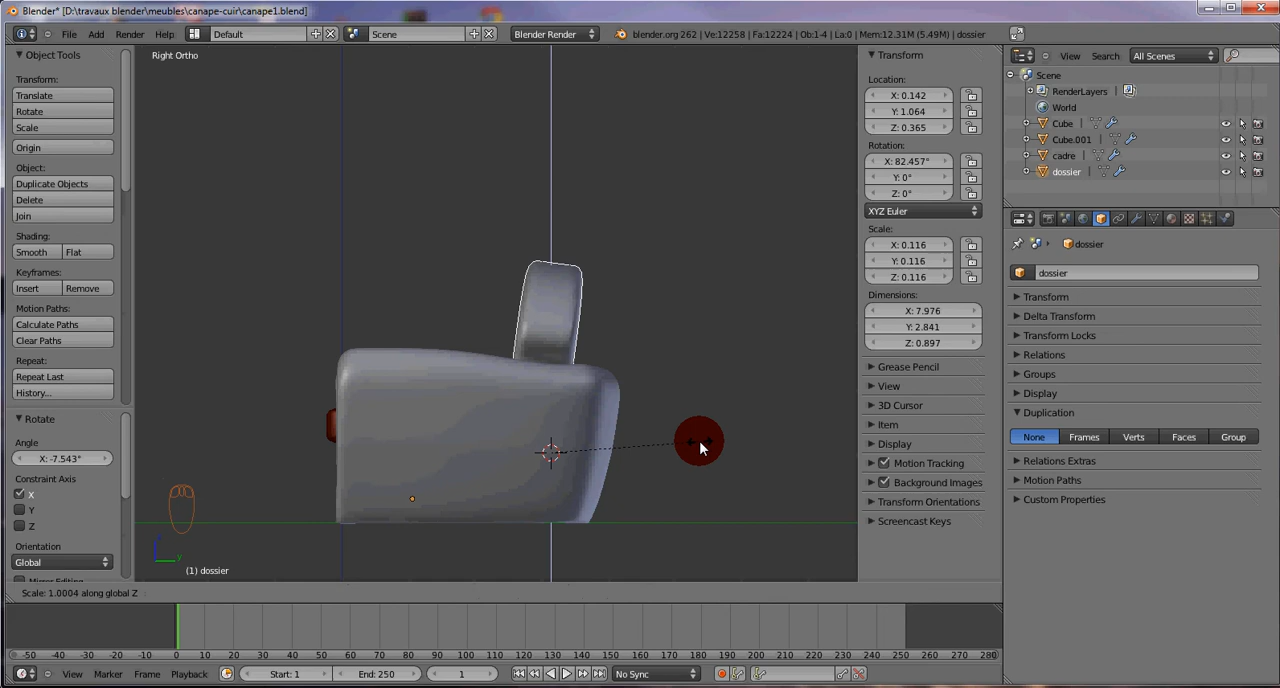 Blender* [D:\travaux blender\meubles\canape-cuir\canape1.blend]
File Add Render Help Default Scene Blender Render blender.org 262 | Ve:12258 | Fa:12224 | Ob:1-4 | La:0 | Mem:12.31M (5.49M) | dossier
Object Tools
Transform:
Translate
Rotate
Scale
Origin
Object:
Duplicate Objects
Delete
Join
Shading:
Smooth Flat
Keyframes:
Insert Remove
Motion Paths:
Calculate Paths
Clear Paths
Repeat:
Repeat Last
History...
Rotate
Angle
X: -7.543°
Constraint Axis
X
Y
Z
Orientation
Global
Right Ortho
(1) dossier
Scale: 1.0004 along global Z
Transform
Location:
X: 0.142
Y: 1.064
Z: 0.365
Rotation:
X: 82.457°
Y: 0°
Z: 0°
XYZ Euler
Scale:
X: 0.116
Y: 0.116
Z: 0.116
Dimensions:
X: 7.976
Y: 2.841
Z: 0.897
Grease Pencil
View
3D Cursor
Item
Display
Motion Tracking
Background Images
Transform Orientations
Screencast Keys
View Search All Scenes
Scene
RenderLayers |
World
Cube |
Cube.001 |
cadre |
dossier |
dossier
dossier
Transform
Delta Transform
Transform Locks
Relations
Groups
Display
Duplication
None Frames Verts Faces Group
Relations Extras
Motion Paths
Custom Properties
-50 -40 -30 -20 -10 0 10 20 30 40 50 60 70 80 90 100 110 120 130 140 150 160 170 180 190 200 210 220 230 240 250 260 270 280
View Marker Frame Playback Start: 1 End: 250 1 No Sync